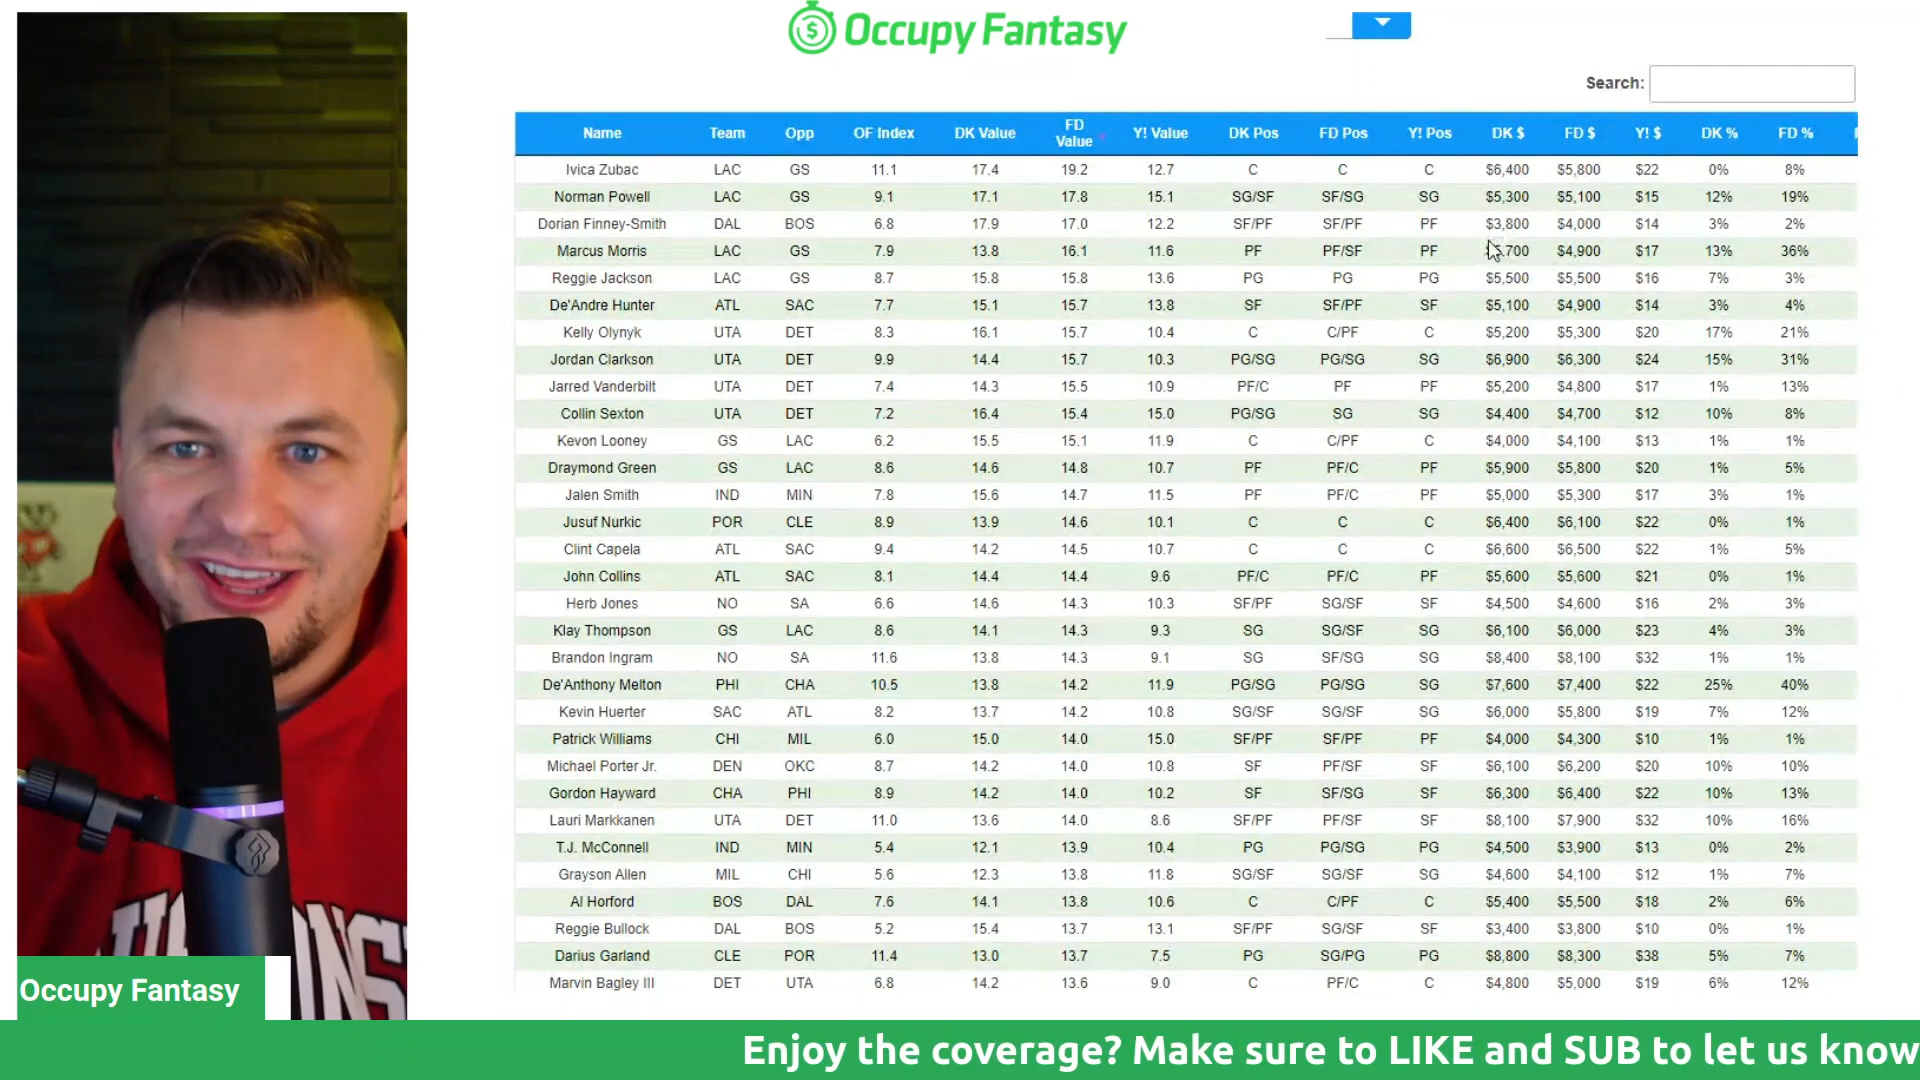 Occupy Fantasy
Search:
Name Team Opp OF Index DK Value FD Value Y! Value DK Pos FD Pos Y! Pos DK $ FD $ Y! $ DK % FD %
Ivica Zubac LAC GS 11.1 17.4 19.2 12.7 C C C $6,400 $5,800 $22 0% 8%
Norman Powell LAC GS 9.1 17.1 17.8 15.1 SG/SF SF/SG SG $5,300 $5,100 $15 12% 19%
Dorian Finney-Smith DAL BOS 6.8 17.9 17.0 12.2 SF/PF SF/PF PF $3,800 $4,000 $14 3% 2%
Marcus Morris LAC GS 7.9 13.8 16.1 11.6 PF PF/SF PF $4,900 $17 13% 36%
Reggie Jackson LAC GS 8.7 15.8 15.8 13.6 PG PG PG $5,500 $5,500 $16 7% 3%
De'Andre Hunter ATL SAC 7.7 15.1 15.7 13.8 SF SF/PF SF $5,100 $4,900 $14 3% 4%
Kelly Olynyk UTA DET 8.3 16.1 15.7 10.4 C C/PF C $5,200 $5,300 $20 17% 21%
Jordan Clarkson UTA DET 9.9 14.4 15.7 10.3 PG/SG PG/SG SG $6,900 $6,300 $24 15% 31%
Jarred Vanderbilt UTA DET 7.4 14.3 15.5 10.9 PF/C PF PF $5,200 $4,800 $17 1% 13%
Collin Sexton UTA DET 7.2 16.4 15.4 15.0 PG/SG SG SG $4,400 $4,700 $12 10% 8%
Kevon Looney GS LAC 6.2 15.5 15.1 11.9 C C/PF C $4,000 $4,100 $13 1% 1%
Draymond Green GS LAC 8.6 14.6 14.8 10.7 PF PF/C PF $5,900 $5,800 $20 1% 5%
Jalen Smith IND MIN 7.8 15.6 14.7 11.5 PF PF/C PF $5,000 $5,300 $17 3% 1%
Jusuf Nurkic POR CLE 8.9 13.9 14.6 10.1 C C C $6,400 $6,100 $22 0% 1%
Clint Capela ATL SAC 9.4 14.2 14.5 10.7 C C C $6,600 $6,500 $22 1% 5%
John Collins ATL SAC 8.1 14.4 14.4 9.6 PF/C PF/C PF $5,600 $5,600 $21 0% 1%
Herb Jones NO SA 6.6 14.6 14.3 10.3 SF/PF SG/SF SF $4,500 $4,600 $16 2% 3%
Klay Thompson GS LAC 8.6 14.1 14.3 9.3 SG SG/SF SG $6,100 $6,000 $23 4% 3%
Brandon Ingram NO SA 11.6 13.8 14.3 9.1 SG SF/SG SG $8,400 $8,100 $32 1% 1%
De'Anthony Melton PHI CHA 10.5 13.8 14.2 11.9 PG/SG PG/SG SG $7,600 $7,400 $22 25% 40%
Kevin Huerter SAC ATL 8.2 13.7 14.2 10.8 SG/SF SG/SF SG $6,000 $5,800 $19 7% 12%
Patrick Williams CHI MIL 6.0 15.0 14.0 15.0 SF/PF SF/PF PF $4,000 $4,300 $10 1% 1%
Michael Porter Jr. DEN OKC 8.7 14.2 14.0 10.8 SF PF/SF SF $6,100 $6,200 $20 10% 10%
Gordon Hayward CHA PHI 8.9 14.2 14.0 10.2 SF SF/SG SF $6,300 $6,400 $22 10% 13%
Lauri Markkanen UTA DET 11.0 13.6 14.0 8.6 SF/PF PF/SF SF $8,100 $7,900 $32 10% 16%
T.J. McConnell IND MIN 5.4 12.1 13.9 10.4 PG PG/SG PG $4,500 $3,900 $13 0% 2%
Grayson Allen MIL CHI 5.6 12.3 13.8 11.8 SG/SF SG/SF SG $4,600 $4,100 $12 1% 7%
Al Horford BOS DAL 7.6 14.1 13.8 10.6 C C/PF C $5,400 $5,500 $18 2% 6%
Reggie Bullock DAL BOS 5.2 15.4 13.7 13.1 SF/PF SG/SF SF $3,400 $3,800 $10 0% 1%
Darius Garland CLE POR 11.4 13.0 13.7 7.5 PG SG/PG PG $8,800 $8,300 $38 5% 7%
Marvin Bagley III DET UTA 6.8 14.2 13.6 9.0 C PF/C C $4,800 $5,000 $19 6% 12%
Occupy Fantasy
Enjoy the coverage? Make sure to LIKE and SUB to let us know